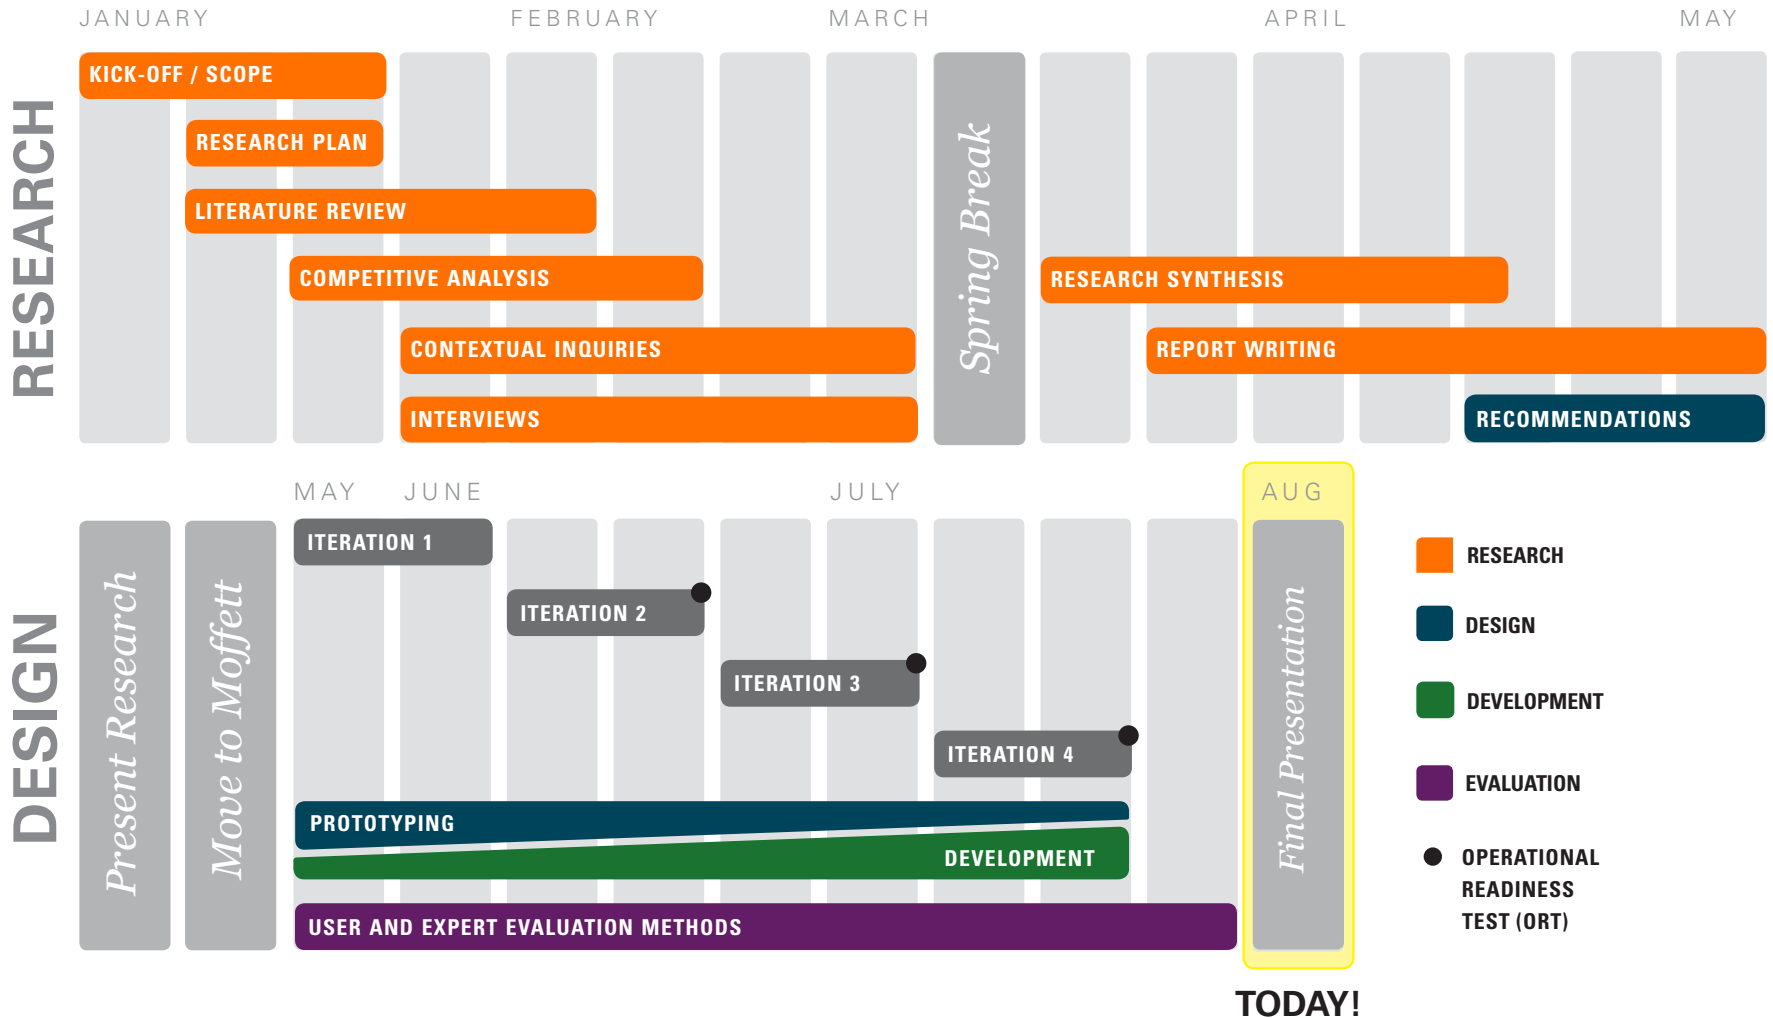 JANUARY FEBRUARY MARCH APRIL MAY
RESEARCH
KICK-OFF / SCOPE
RESEARCH PLAN
LITERATURE REVIEW
COMPETITIVE ANALYSIS
CONTEXTUAL INQUIRIES
INTERVIEWS
Spring Break
RESEARCH SYNTHESIS
REPORT WRITING
RECOMMENDATIONS
MAY JUNE JULY AUG
DESIGN
Present Research
Move to Moffett
ITERATION 1
ITERATION 2
ITERATION 3
ITERATION 4
PROTOTYPING
DEVELOPMENT
USER AND EXPERT EVALUATION METHODS
Final Presentation
TODAY!
RESEARCH
DESIGN
DEVELOPMENT
EVALUATION
OPERATIONAL
READINESS
TEST (ORT)